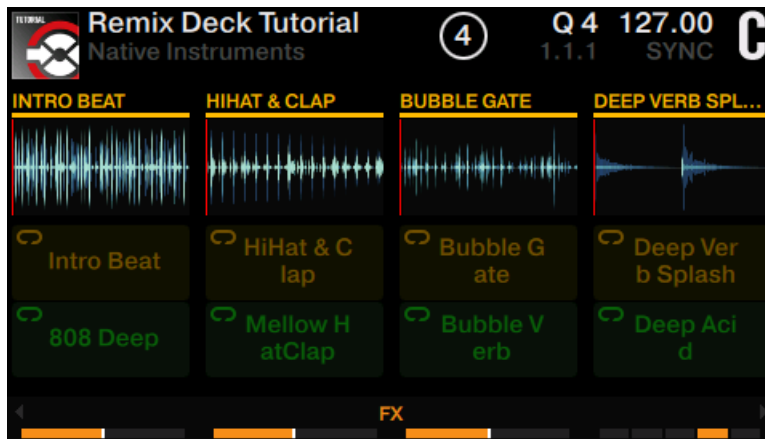 TUTORIAL
Remix Deck Tutorial
Native Instruments
4
Q 4
127.00
C
1.1.1
SYNC
INTRO BEAT
HIHAT & CLAP
BUBBLE GATE
DEEP VERB SPL...
Intro Beat
HiHat & C
lap
Bubble G
ate
Deep Ver
b Splash
808 Deep
Mellow H
atClap
Bubble V
erb
Deep Aci
d
FX